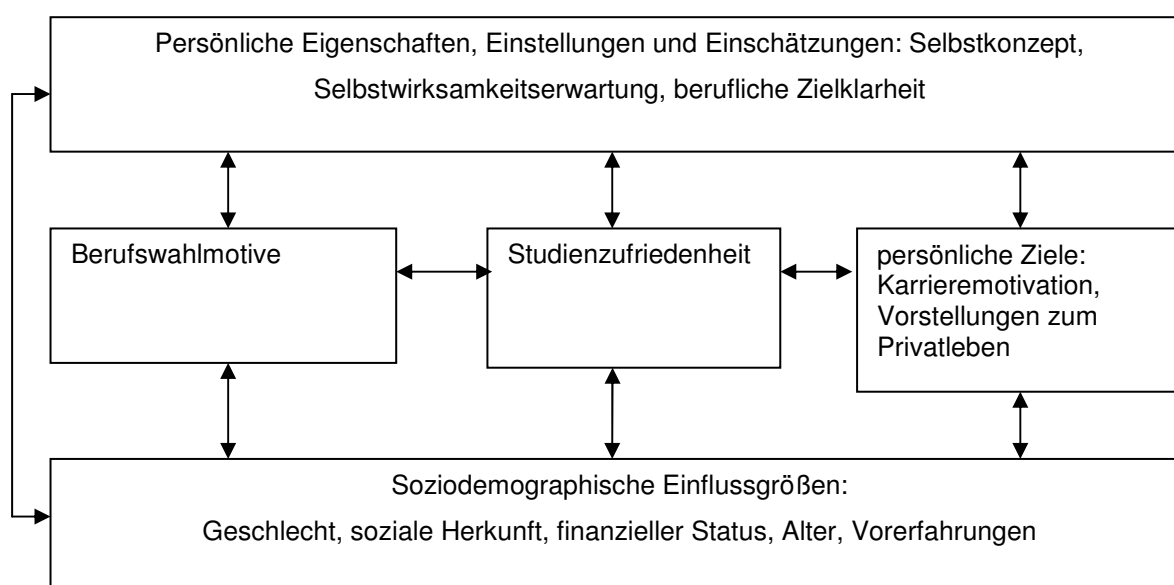 Persönliche Eigenschaften, Einstellungen und Einschätzungen: Selbstkonzept,
Selbstwirksamkeitserwartung, berufliche Zielklarheit
Berufswahlmotive
Studienzufriedenheit
persönliche Ziele:
Karrieremotivation,
Vorstellungen zum
Privatleben
Soziodemographische Einflussgrößen:
Geschlecht, soziale Herkunft, finanzieller Status, Alter, Vorerfahrungen